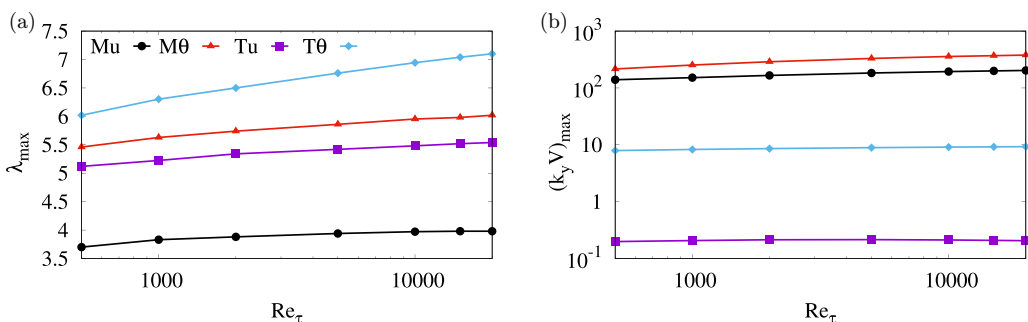 (a)
7.5
7
6.5
6
5.5
5
4.5
4
3.5
λmax
Mu Mθ Tu Tθ
1000 10000
Reτ
(b)
10³
10²
10
1
10⁻¹
(kyV)max
1000 10000
Reτ